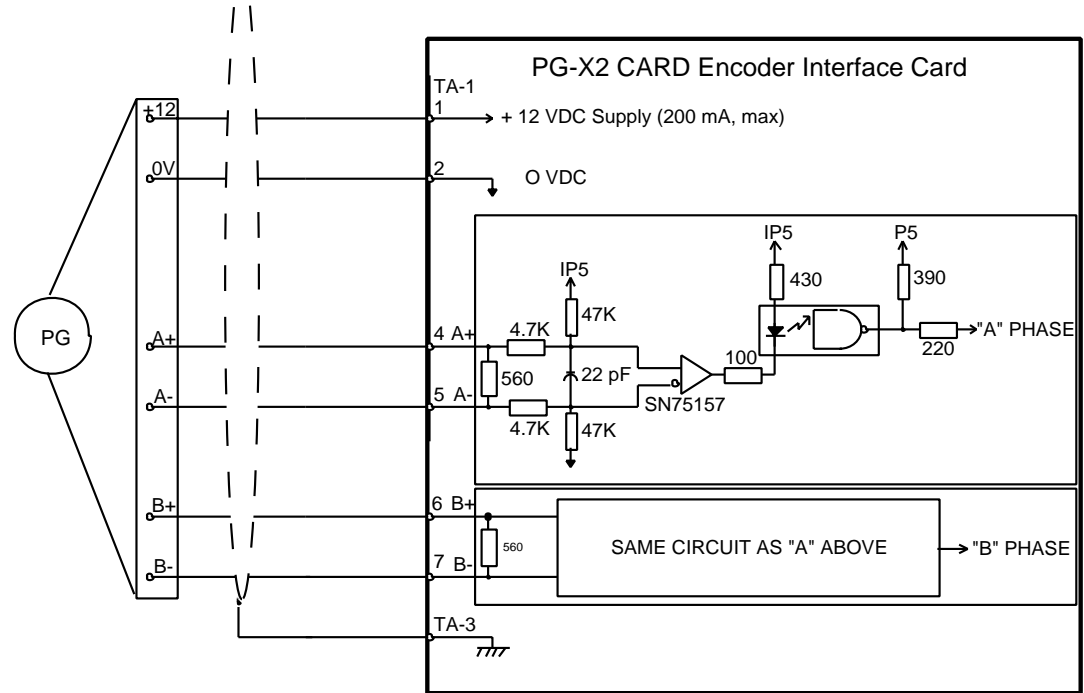 PG-X2 CARD Encoder Interface Card
TA-1
+12
1
+ 12 VDC Supply (200 mA, max)
0V
2
O VDC
IP5
P5
IP5
430
390
47K
PG
A+
4 A+
4.7K
"A" PHASE
560
22 pF
100
220
A-
5 A-
SN75157
4.7K
47K
B+
6 B+
560
SAME CIRCUIT AS "A" ABOVE
"B" PHASE
B-
7 B-
TA-3